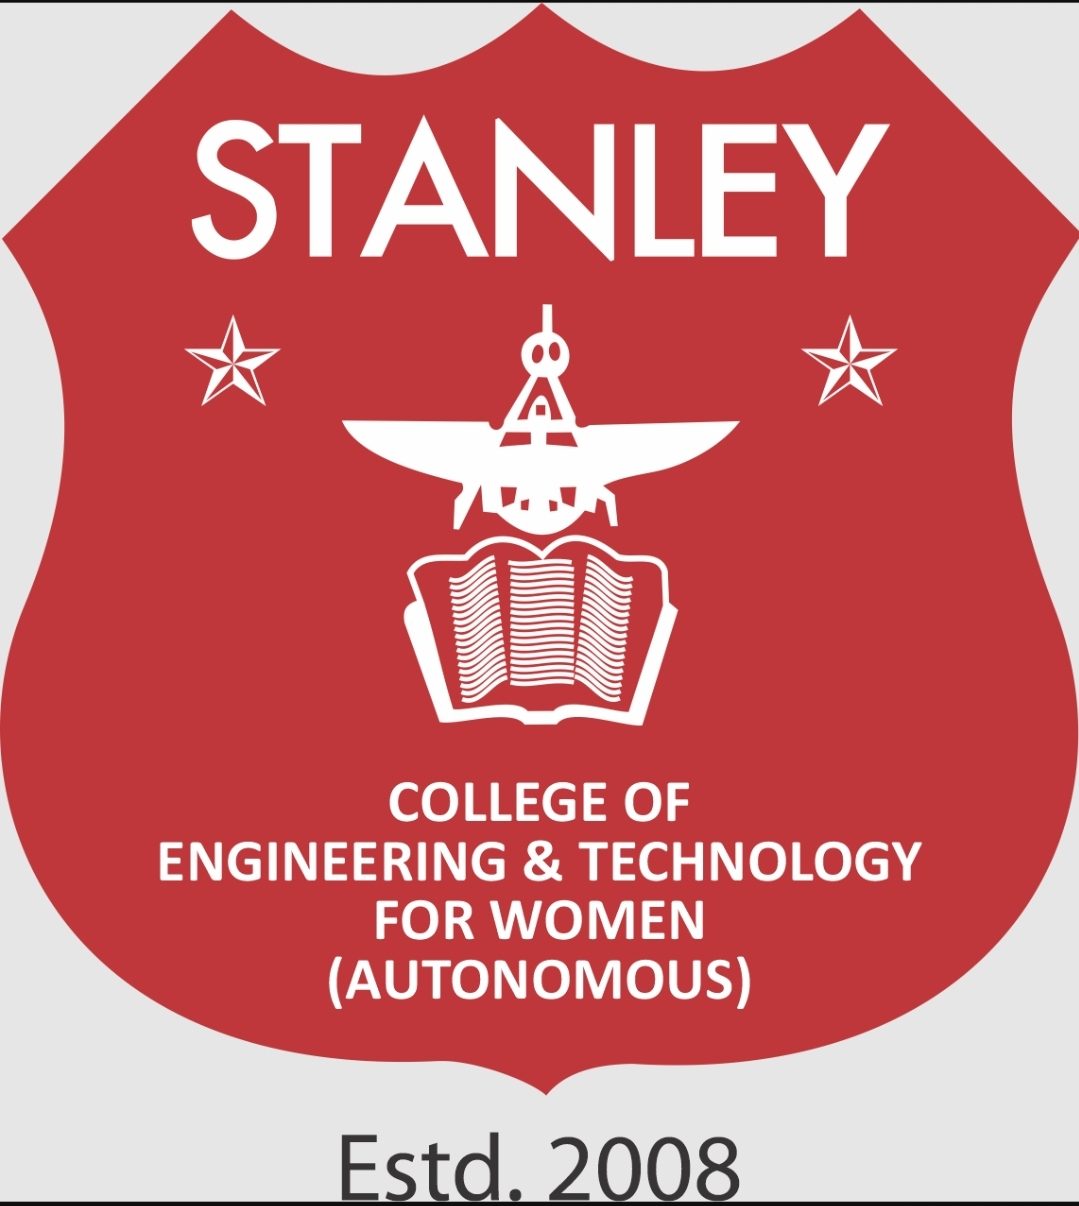 STANLEY
COLLEGE OF
ENGINEERING & TECHNOLOGY
FOR WOMEN
(AUTONOMOUS)
Estd. 2008